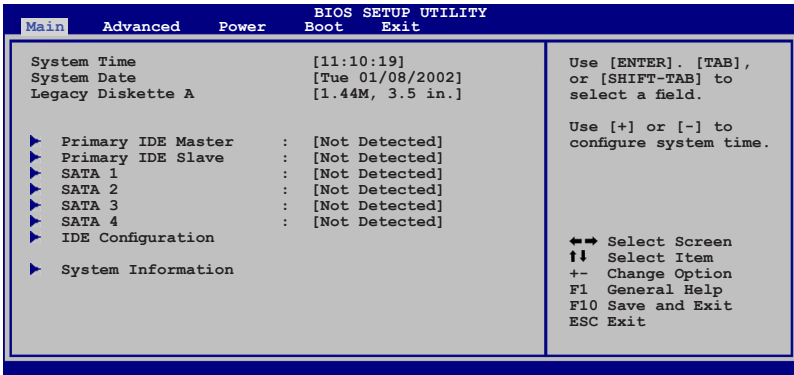 BIOS SETUP UTILITY
Main Advanced Power Boot Exit
System Time [11:10:19]
System Date [Tue 01/08/2002]
Legacy Diskette A [1.44M, 3.5 in.]
Primary IDE Master : [Not Detected]
Primary IDE Slave : [Not Detected]
SATA 1 : [Not Detected]
SATA 2 : [Not Detected]
SATA 3 : [Not Detected]
SATA 4 : [Not Detected]
IDE Configuration
System Information
Use [ENTER]. [TAB],
or [SHIFT-TAB] to
select a field.
Use [+] or [-] to
configure system time.
←→ Select Screen
↑↓ Select Item
+- Change Option
F1 General Help
F10 Save and Exit
ESC Exit